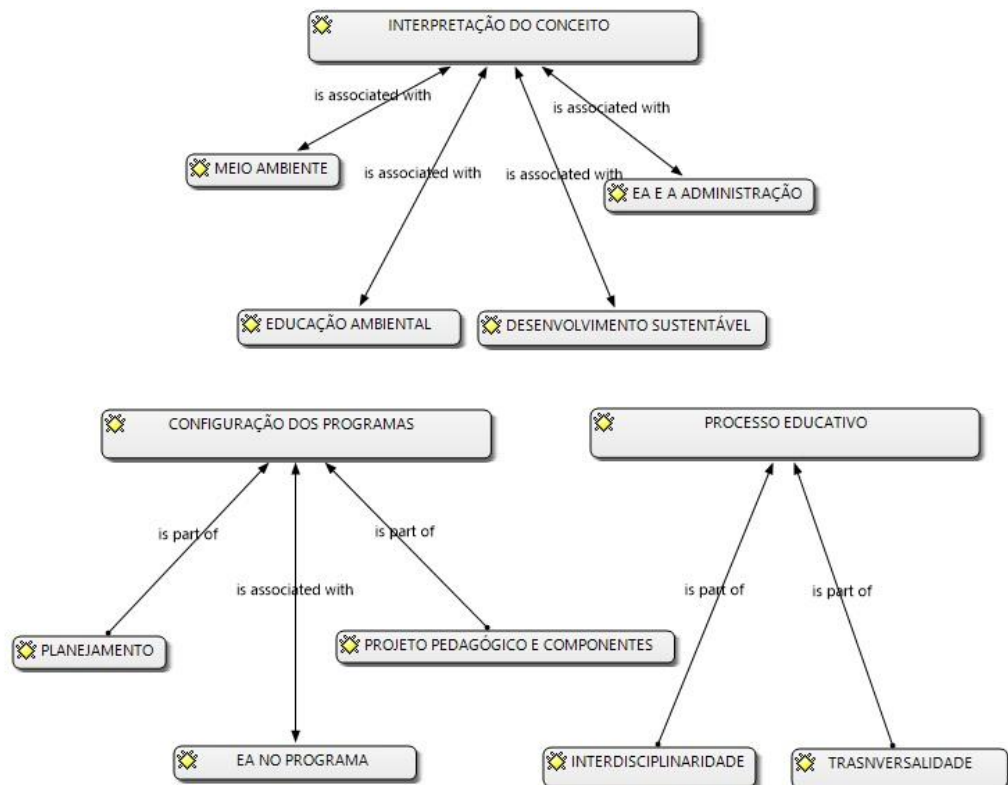 INTERPRETAÇÃO DO CONCEITO
is associated with
is associated with
MEIO AMBIENTE
is associated with
is associated with
EA E A ADMINISTRAÇÃO
EDUCAÇÃO AMBIENTAL
DESENVOLVIMENTO SUSTENTÁVEL
CONFIGURAÇÃO DOS PROGRAMAS
is part of
is part of
is associated with
PLANEJAMENTO
PROJETO PEDAGÓGICO E COMPONENTES
EA NO PROGRAMA
PROCESSO EDUCATIVO
is part of
is part of
INTERDISCIPLINARIDADE
TRASNVERSALIDADE